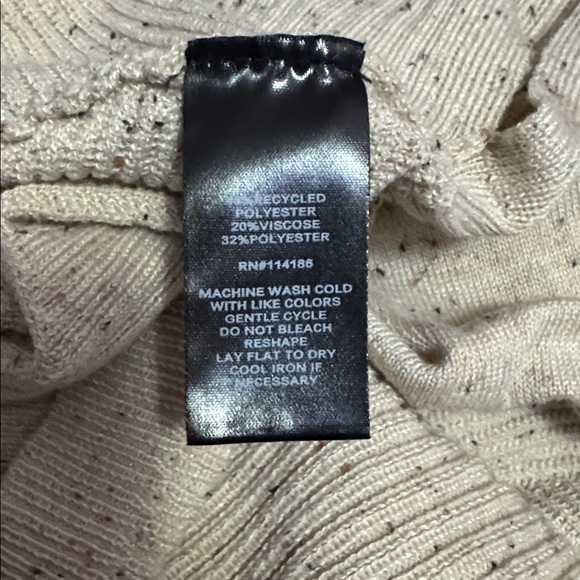 RECYCLED
POLYESTER
20%VISCOSE
32%POLYESTER
RN#114186
MACHINE WASH COLD
WITH LIKE COLORS
GENTLE CYCLE
DO NOT BLEACH
RESHAPE
LAY FLAT TO DRY
COOL IRON IF
NECESSARY